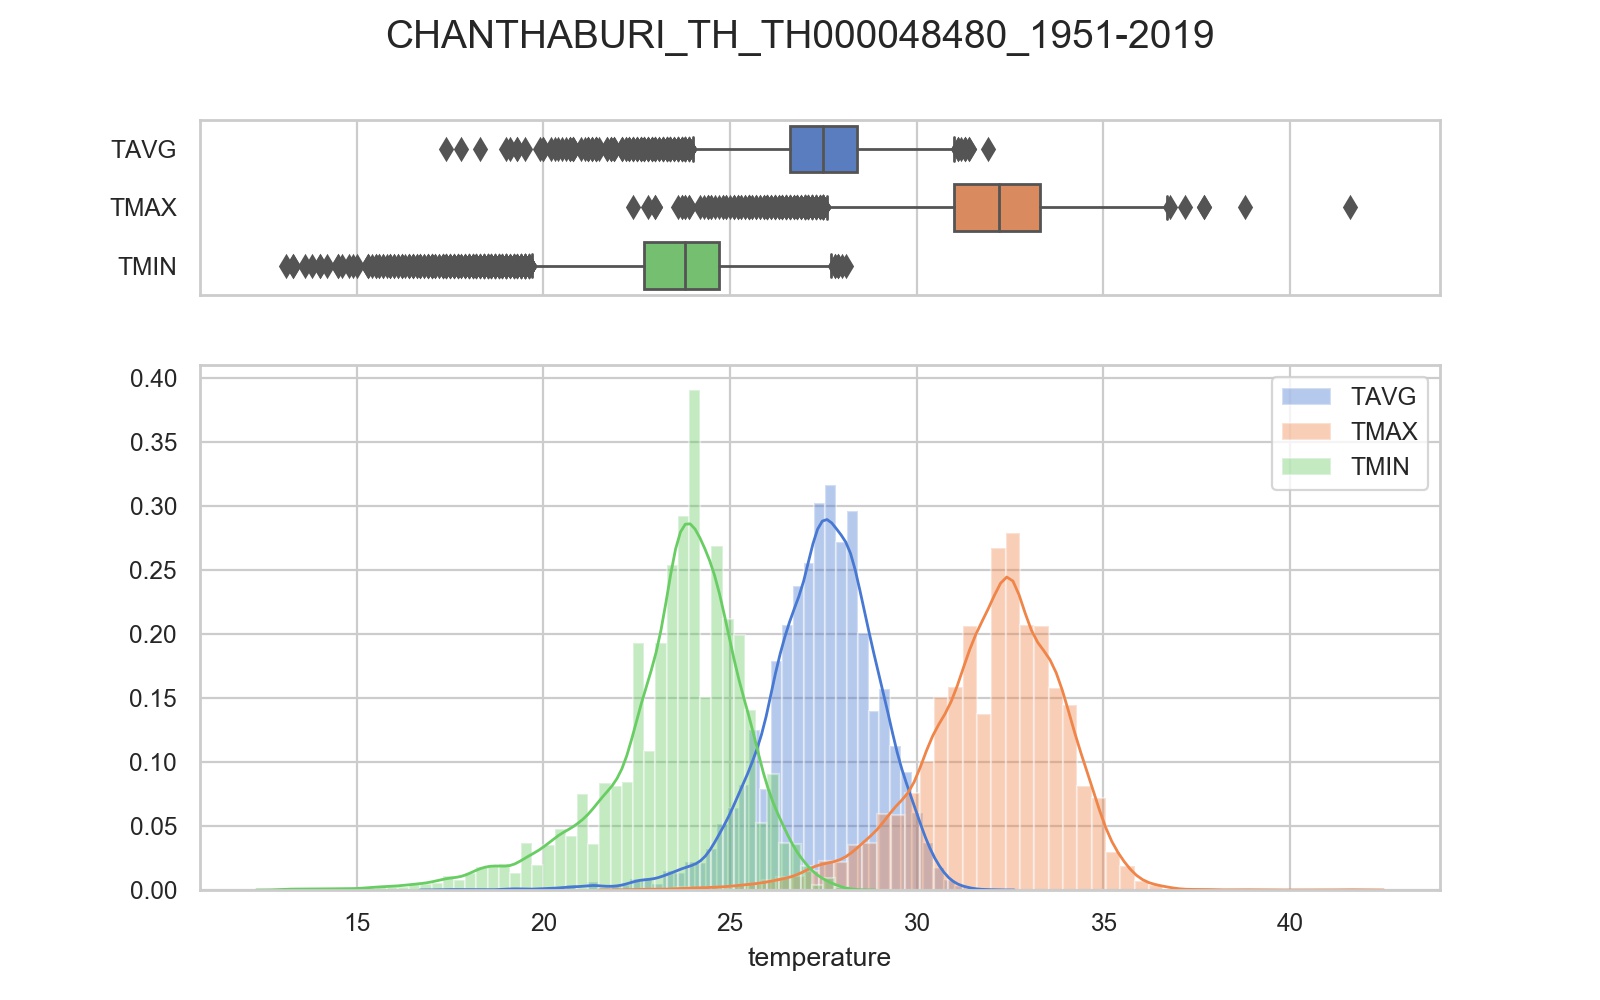 CHANTHABURI_TH_TH000048480_1951-2019
TAVG
TMAX
TMIN
0.40
0.35
0.30
0.25
0.20
0.15
0.10
0.05
0.00
TAVG
TMAX
TMIN
15 20 25 30 35 40
temperature